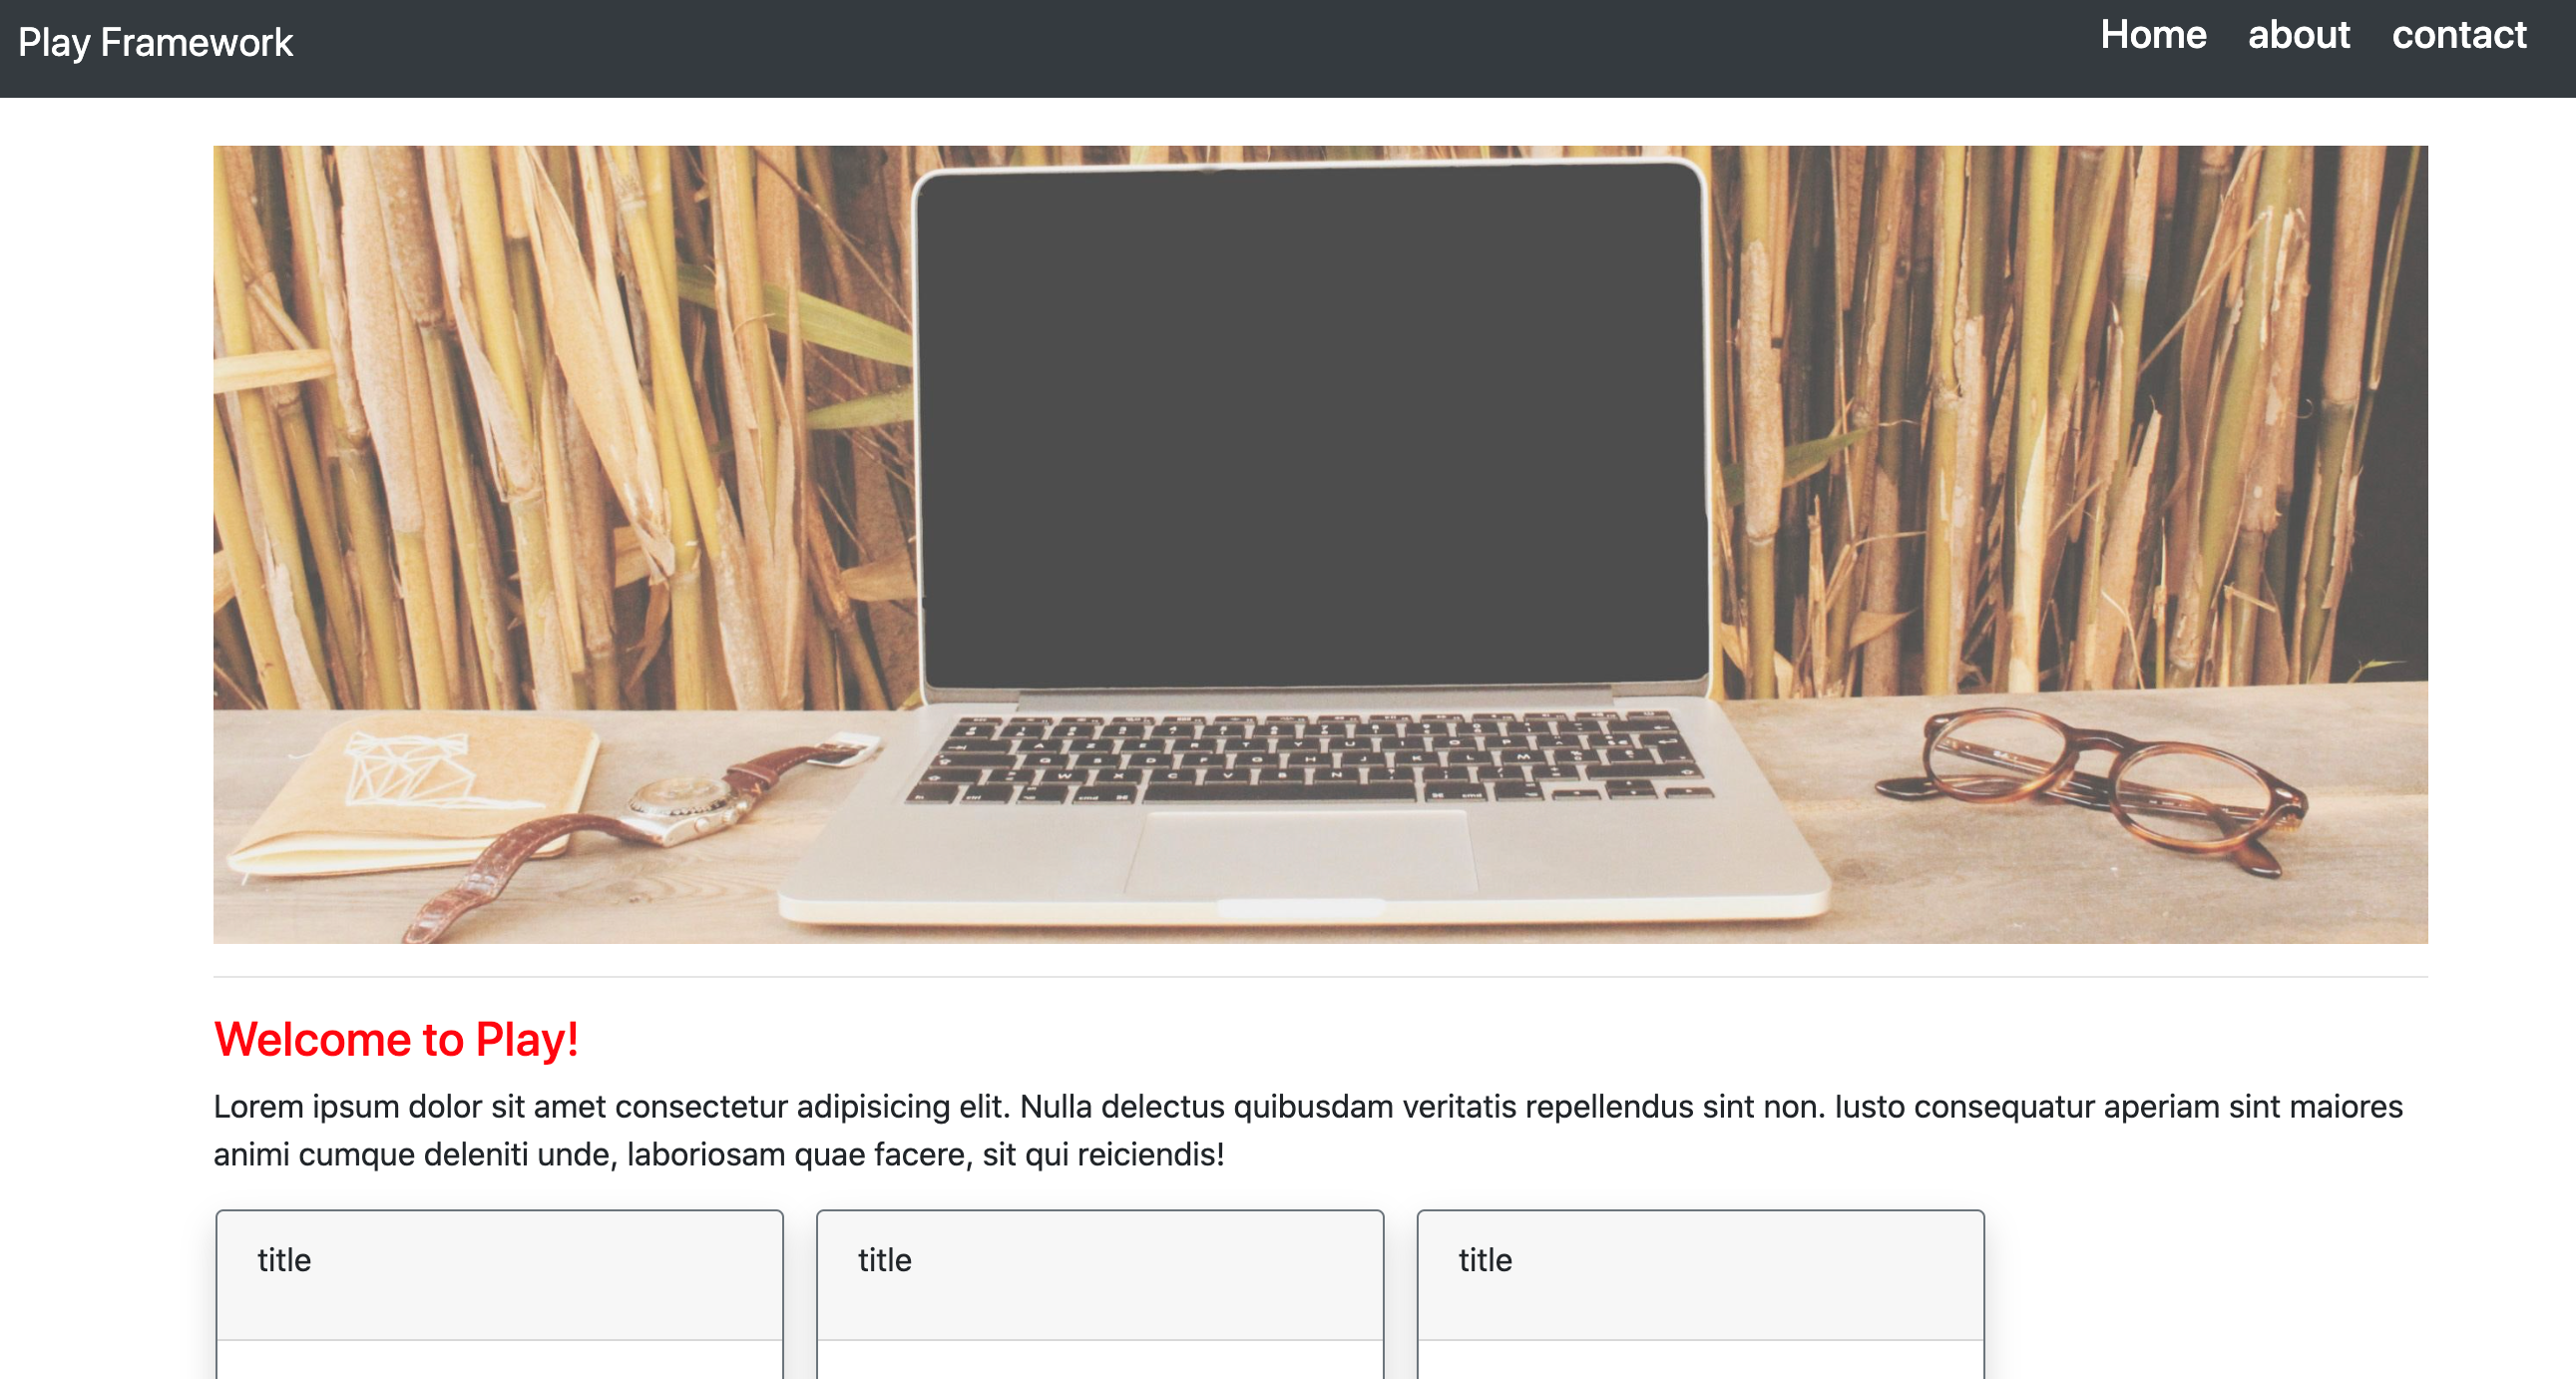 Play Framework
Home about contact
Welcome to Play!
Lorem ipsum dolor sit amet consectetur adipisicing elit. Nulla delectus quibusdam veritatis repellendus sint non. Iusto consequatur aperiam sint maiores
animi cumque deleniti unde, laboriosam quae facere, sit qui reiciendis!
title title title